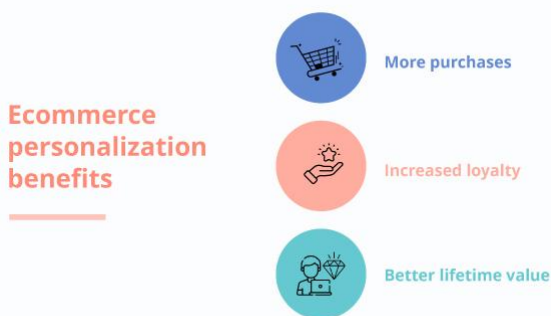 Ecommerce
personalization
benefits
More purchases
Increased loyalty
Better lifetime value